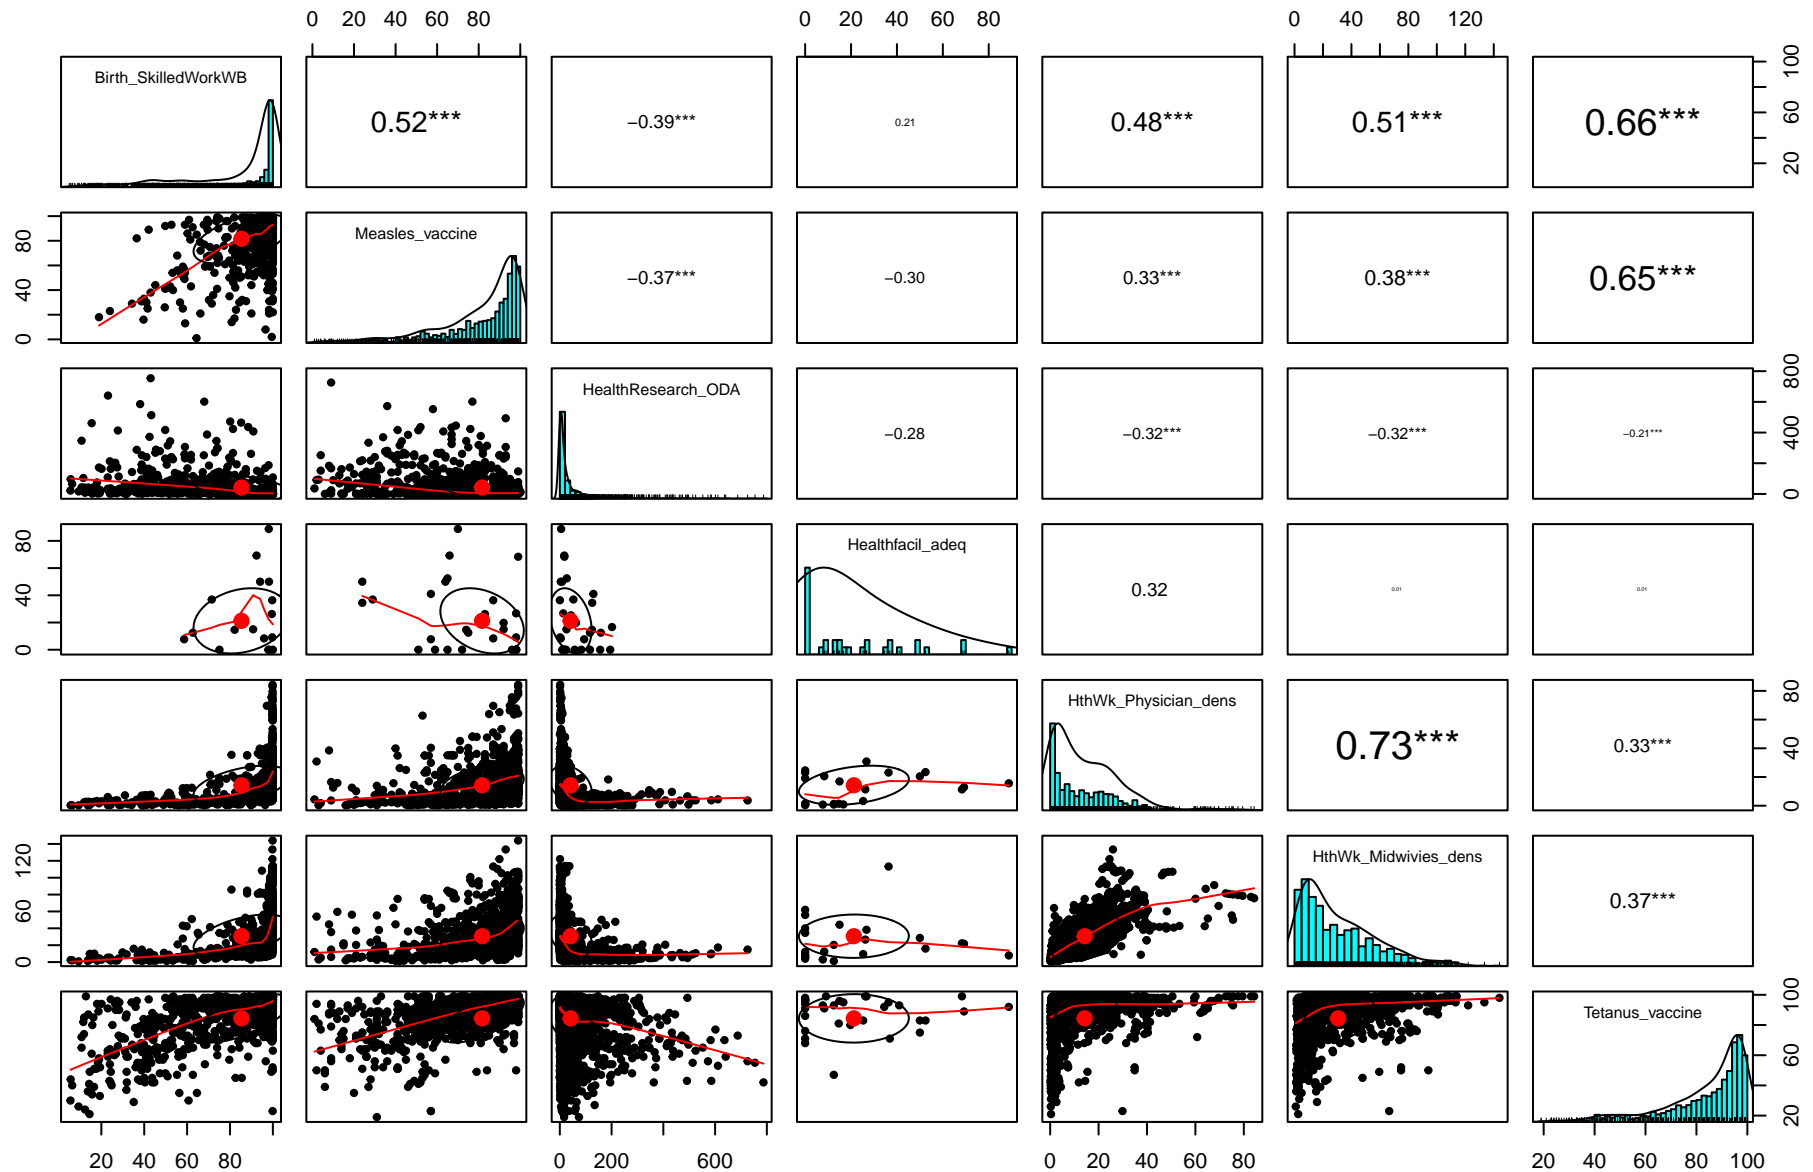 0 20 40 60 80
0 20 40 60 80
0 40 80 120
Birth_SkilledWorkWB
0.52***
−0.39***
0.21
0.48***
0.51***
0.66***
20 60 100
0 40 80
Measles_vaccine
−0.37***
−0.30
0.33***
0.38***
0.65***
HealthResearch_ODA
−0.28
−0.32***
−0.32***
−0.21***
0 400 800
0 40 80
Healthfacil_adeq
0.32
0.01
0.01
HthWk_Physician_dens
0.73***
0.33***
0 40 80
0 60 120
HthWk_Midwivies_dens
0.37***
Tetanus_vaccine
20 60 100
20 40 60 80
0 200 600
0 20 40 60 80
20 60 80 100